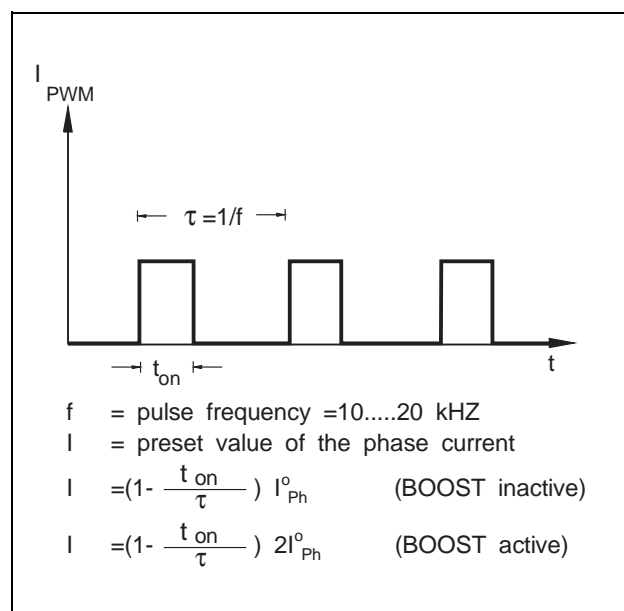 I PWM
τ =1/f
t on
t
f = pulse frequency =10.....20 kHZ
I = preset value of the phase current
I =(1- t on / τ ) I°Ph (BOOST inactive)
I =(1- t on / τ ) 2I°Ph (BOOST active)